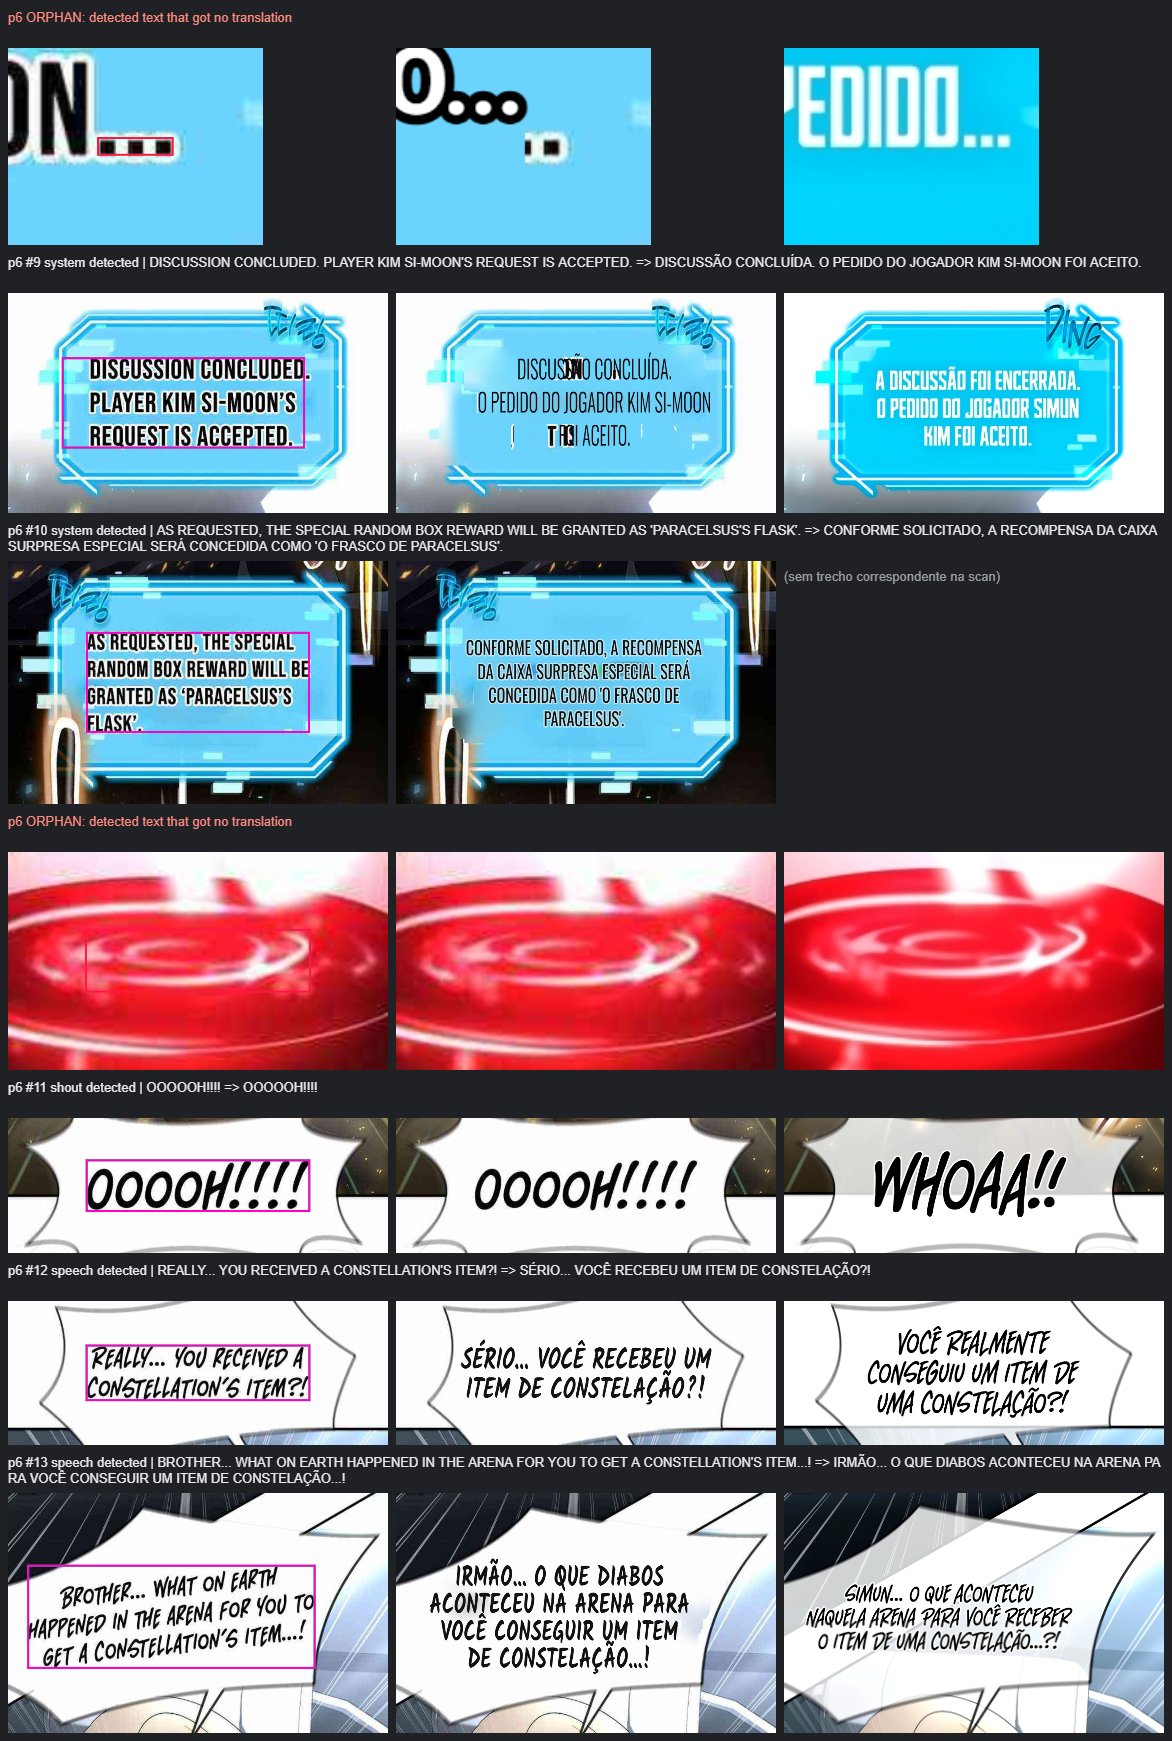 p6 ORPHAN: detected text that got no translation
ON...
O...
PEDIDO...
p6 #9 system detected | DISCUSSION CONCLUDED. PLAYER KIM SI-MOON'S REQUEST IS ACCEPTED. => DISCUSSÃO CONCLUÍDA. O PEDIDO DO JOGADOR KIM SI-MOON FOI ACEITO.
DISCUSSION CONCLUDED.
PLAYER KIM SI-MOON'S
REQUEST IS ACCEPTED.
DISCUSSÃO CONCLUÍDA.
O PEDIDO DO JOGADOR KIM SI-MOON
FOI ACEITO.
DING
A DISCUSSÃO FOI ENCERRADA.
O PEDIDO DO JOGADOR SIMUN
KIM FOI ACEITO.
p6 #10 system detected | AS REQUESTED, THE SPECIAL RANDOM BOX REWARD WILL BE GRANTED AS 'PARACELSUS'S FLASK'. => CONFORME SOLICITADO, A RECOMPENSA DA CAIXA
SURPRESA ESPECIAL SERÁ CONCEDIDA COMO 'O FRASCO DE PARACELSUS'.
AS REQUESTED, THE SPECIAL
RANDOM BOX REWARD WILL BE
GRANTED AS 'PARACELSUS'S
FLASK'.
CONFORME SOLICITADO, A RECOMPENSA
DA CAIXA SURPRESA ESPECIAL SERÁ
CONCEDIDA COMO 'O FRASCO DE
PARACELSUS'.
(sem trecho correspondente na scan)
p6 ORPHAN: detected text that got no translation
p6 #11 shout detected | OOOOOH!!!! => OOOOOH!!!!
OOOOH!!!!
OOOOH!!!!
WHOAA!!
p6 #12 speech detected | REALLY... YOU RECEIVED A CONSTELLATION'S ITEM?! => SÉRIO... VOCÊ RECEBEU UM ITEM DE CONSTELAÇÃO?!
REALLY... YOU RECEIVED A
CONSTELLATION'S ITEM?!
SÉRIO... VOCÊ RECEBEU UM
ITEM DE CONSTELAÇÃO?!
VOCÊ REALMENTE
CONSEGUIU UM ITEM DE
UMA CONSTELAÇÃO?!
p6 #13 speech detected | BROTHER... WHAT ON EARTH HAPPENED IN THE ARENA FOR YOU TO GET A CONSTELLATION'S ITEM...! => IRMÃO... O QUE DIABOS ACONTECEU NA ARENA PA
RA VOCÊ CONSEGUIR UM ITEM DE CONSTELAÇÃO...!
BROTHER... WHAT ON EARTH
HAPPENED IN THE ARENA FOR YOU TO
GET A CONSTELLATION'S ITEM...!
IRMÃO... O QUE DIABOS
ACONTECEU NA ARENA PARA
VOCÊ CONSEGUIR UM ITEM
DE CONSTELAÇÃO...!
SIMUN... O QUE ACONTECEU
NAQUELA ARENA PARA VOCÊ RECEBER
O ITEM DE UMA CONSTELAÇÃO...?!